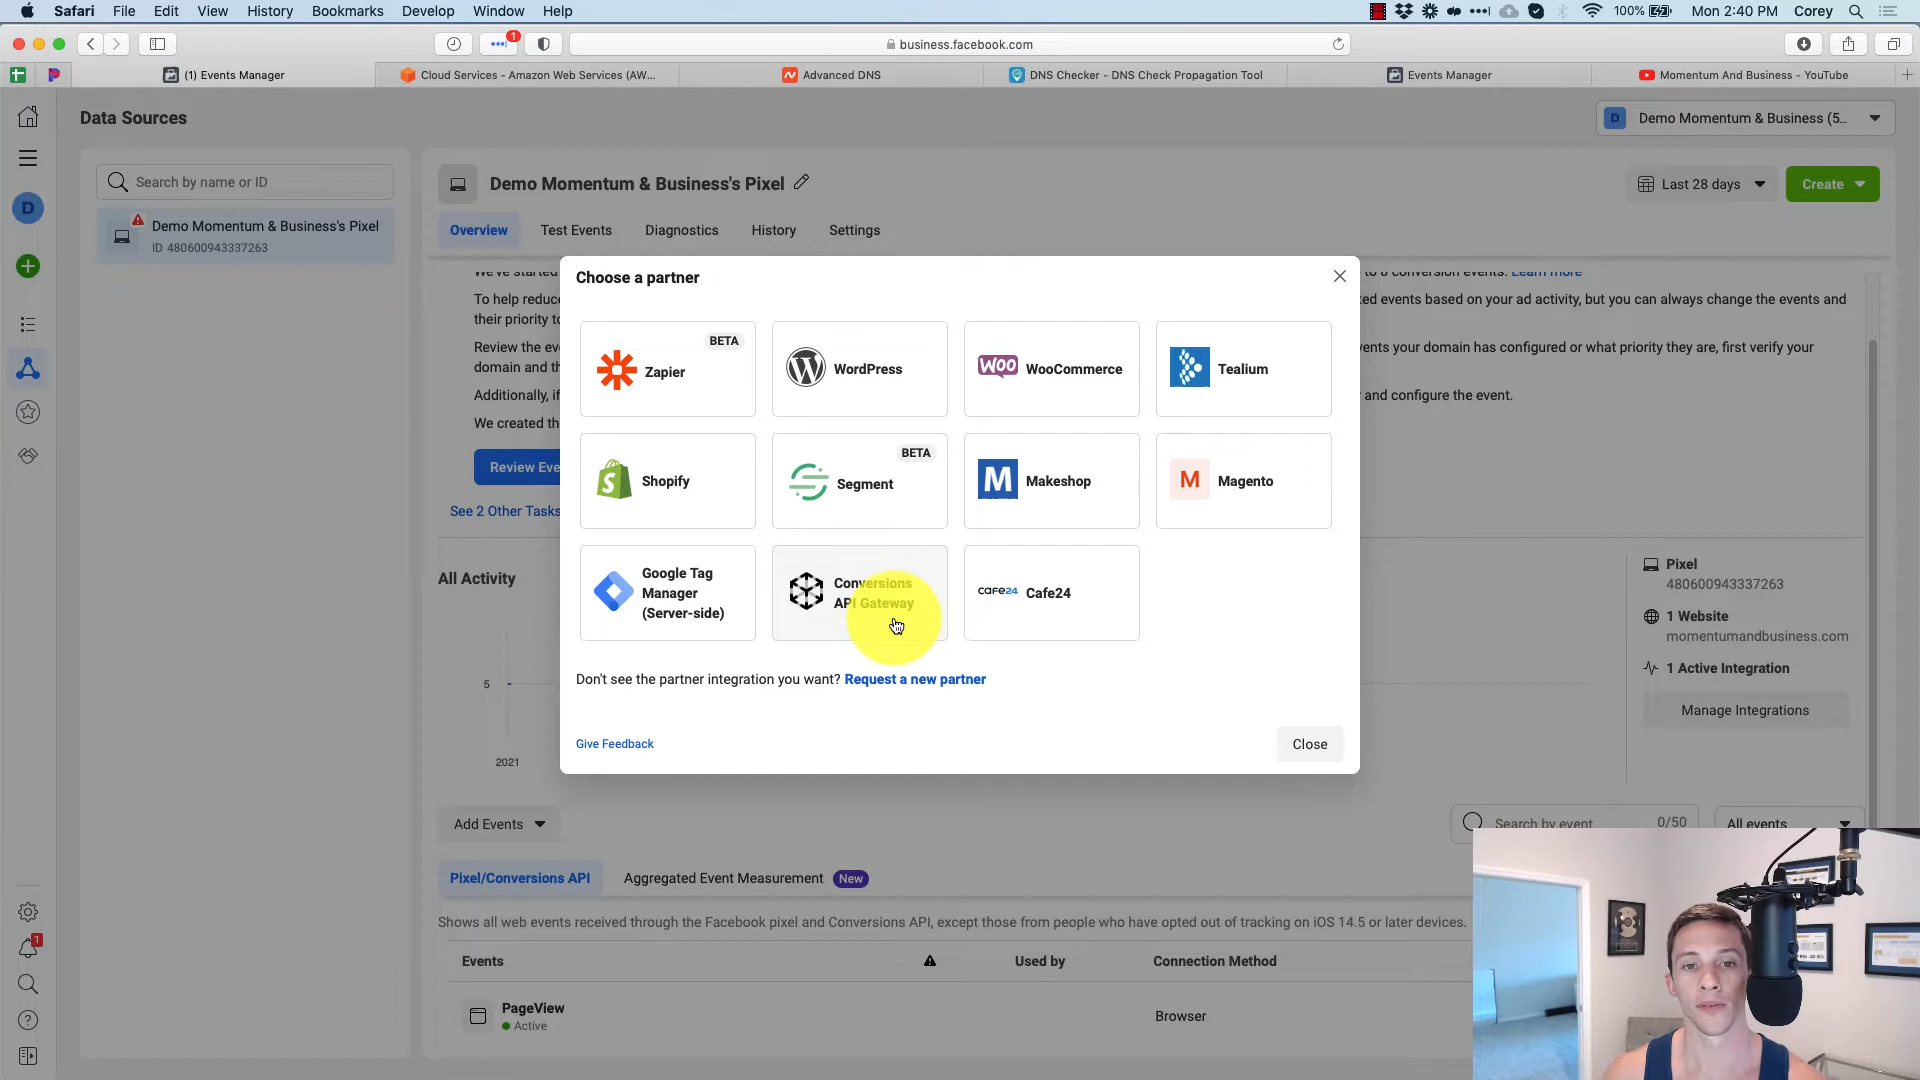 Safari File Edit View History Bookmarks Develop Window Help
100% Mon 2:40 PM Corey
1
business.facebook.com
(1) Events Manager
Cloud Services - Amazon Web Services (AW...
Advanced DNS
DNS Checker - DNS Check Propagation Tool
Events Manager
Momentum And Business - YouTube
Data Sources
D Demo Momentum & Business (5...
Search by name or ID
Demo Momentum & Business's Pixel
Last 28 days
Create
D
Demo Momentum & Business's Pixel
ID 480600943337263
Overview Test Events Diagnostics History Settings
to 8 conversion events. Learn more
To help reduc
ted events based on your ad activity, but you can always change the events and
their priority to
Review the eve
vents your domain has configured or what priority they are, first verify your
domain and th
Additionally, if
and configure the event.
We created th
Review Eve
See 2 Other Tasks
Choose a partner
Zapier
BETA
WordPress
WOO
WooCommerce
Tealium
Shopify
Segment
BETA
M
Makeshop
M
Magento
Google Tag
Manager
(Server-side)
Conversions
API Gateway
CAFE24
Cafe24
Don't see the partner integration you want? Request a new partner
Give Feedback
Close
All Activity
5
2021
Pixel
480600943337263
1 Website
momentumandbusiness.com
1 Active Integration
Manage Integrations
Add Events
Search by event 0/50
All events
Pixel/Conversions API
Aggregated Event Measurement New
Shows all web events received through the Facebook pixel and Conversions API, except those from people who have opted out of tracking on iOS 14.5 or later devices.
Events Used by Connection Method
PageView
Active
Browser
1